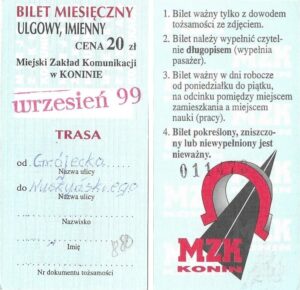 BILET MIESIĘCZNY
ULGOWY, IMIENNY
CENA 20 zł
Miejski Zakład Komunikacji
w KONINIE
wrzesień 99
TRASA
od Grójecka
Nazwa ulicy
do
Nazwa ulicy
Nazwisko
Imię
Nr dokumentu tożsamości
1. Bilet ważny tylko z dowodem
tożsamości ze zdjęciem.
2. Bilet należy wypełnić czytel-
nie długopisem (wypełnia
pasażer).
3. Bilet ważny w dni robocze
od poniedziałku do piątku,
na odcinku pomiędzy miejscem
zamieszkania a miejscem
nauki (pracy).
4. Bilet pokreślony, zniszczo-
ny lub niewypełniony jest
nieważny.
MZK
KONIN